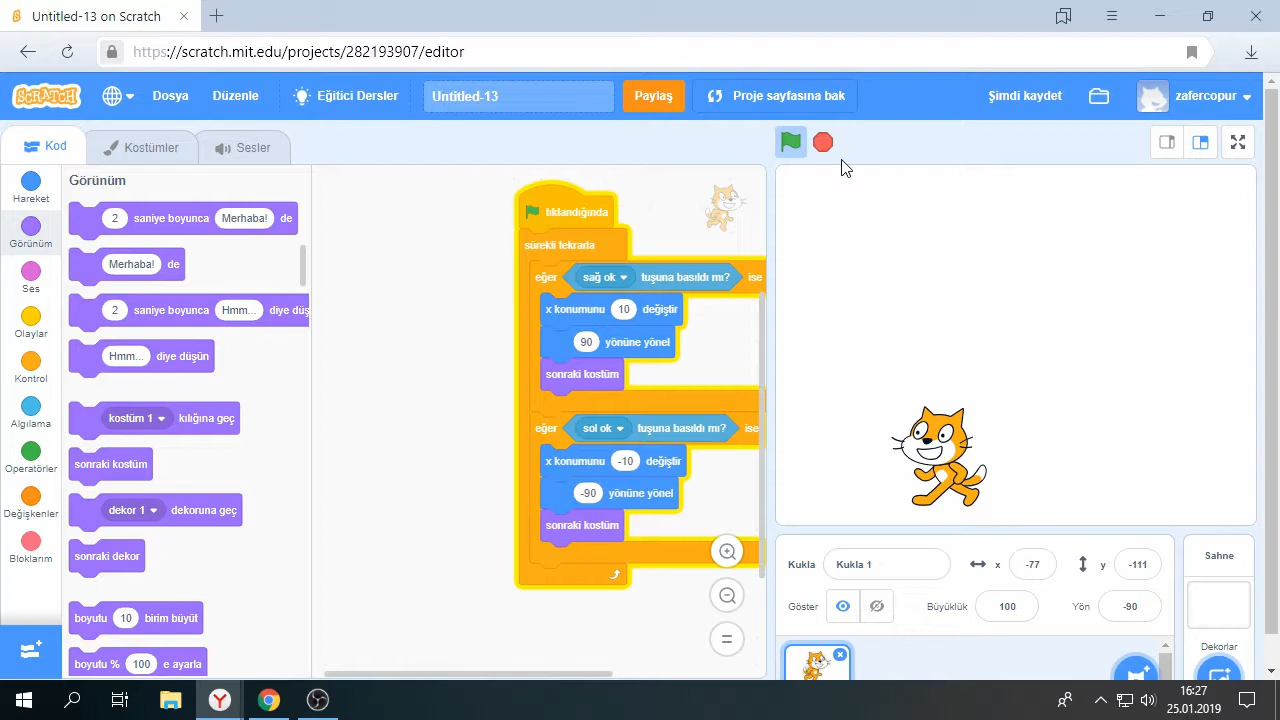 Untitled-13 on Scratch
https://scratch.mit.edu/projects/282193907/editor
SCRATCH
Dosya
Düzenle
Eğitici Dersler
Untitled-13
Paylaş
Proje sayfasına bak
Şimdi kaydet
zafercopur
Kod
Kostümler
Sesler
Hareket
Görünüm
Ses
Olaylar
Kontrol
Algılama
Operatörler
Değişkenler
Bloklarım
Görünüm
2 saniye boyunca Merhaba! de
Merhaba! de
2 saniye boyunca Hmm... diye düş
Hmm... diye düşün
kostüm 1 kılığına geç
sonraki kostüm
dekor 1 dekoruna geç
sonraki dekor
boyutu 10 birim büyüt
boyutu % 100 e ayarla
tıklandığında
sürekli tekrarla
eğer sağ ok tuşuna basıldı mı? ise
x konumunu 10 değiştir
90 yönüne yönel
sonraki kostüm
eğer sol ok tuşuna basıldı mı? ise
x konumunu -10 değiştir
-90 yönüne yönel
sonraki kostüm
Kukla Kukla 1 x -77 y -111
Göster Büyüklük 100 Yön -90
Sahne
Dekorlar
16:27
25.01.2019